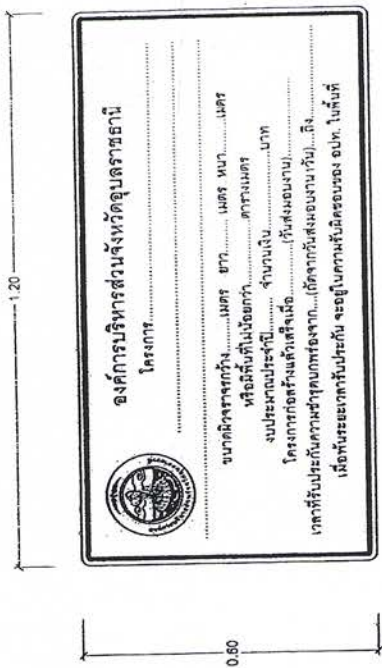 1.20
องค์การบริหารส่วนจังหวัดอุบลราชธานี
โครงการ........................................
................................................................
ขนาดผิวจราจรกว้าง.........เมตร ยาว......... เมตร หนา.........เมตร
หรือมีพื้นที่ไม่น้อยกว่า..............ตารางเมตร
งบประมาณประจำปี......... จำนวนเงิน..............บาท
โครงการก่อสร้างแล้วเสร็จเมื่อ..........(วันส่งมอบงาน)..........
เวลาที่รับประกันความชำรุดบกพร่องจาก....(ถัดจากวันส่งมอบงาน1วัน)....ถึง.........
เมื่อพ้นระยะเวลารับประกัน จะอยู่ในความรับผิดชอบของ อปท. ในพื้นที่
0.60